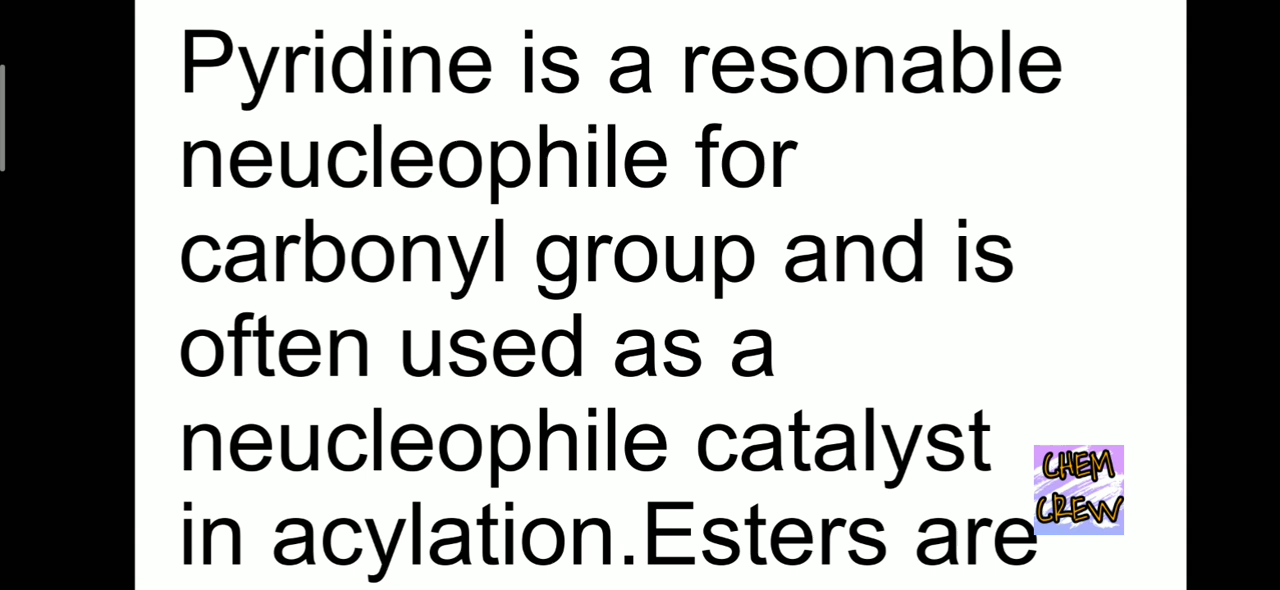 Pyridine is a resonable
neucleophile for
carbonyl group and is
often used as a
neucleophile catalyst
in acylation.Esters are
CHEM
CREW